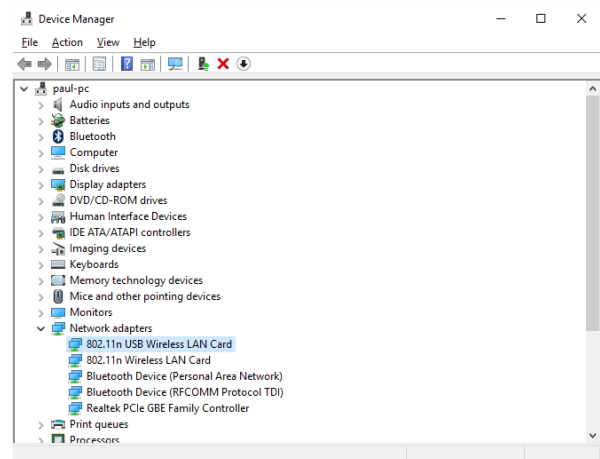 Device Manager
File Action View Help
paul-pc
Audio inputs and outputs
Batteries
Bluetooth
Computer
Disk drives
Display adapters
DVD/CD-ROM drives
Human Interface Devices
IDE ATA/ATAPI controllers
Imaging devices
Keyboards
Memory technology devices
Mice and other pointing devices
Monitors
Network adapters
802.11n USB Wireless LAN Card
802.11n Wireless LAN Card
Bluetooth Device (Personal Area Network)
Bluetooth Device (RFCOMM Protocol TDI)
Realtek PCIe GBE Family Controller
Print queues
Processors